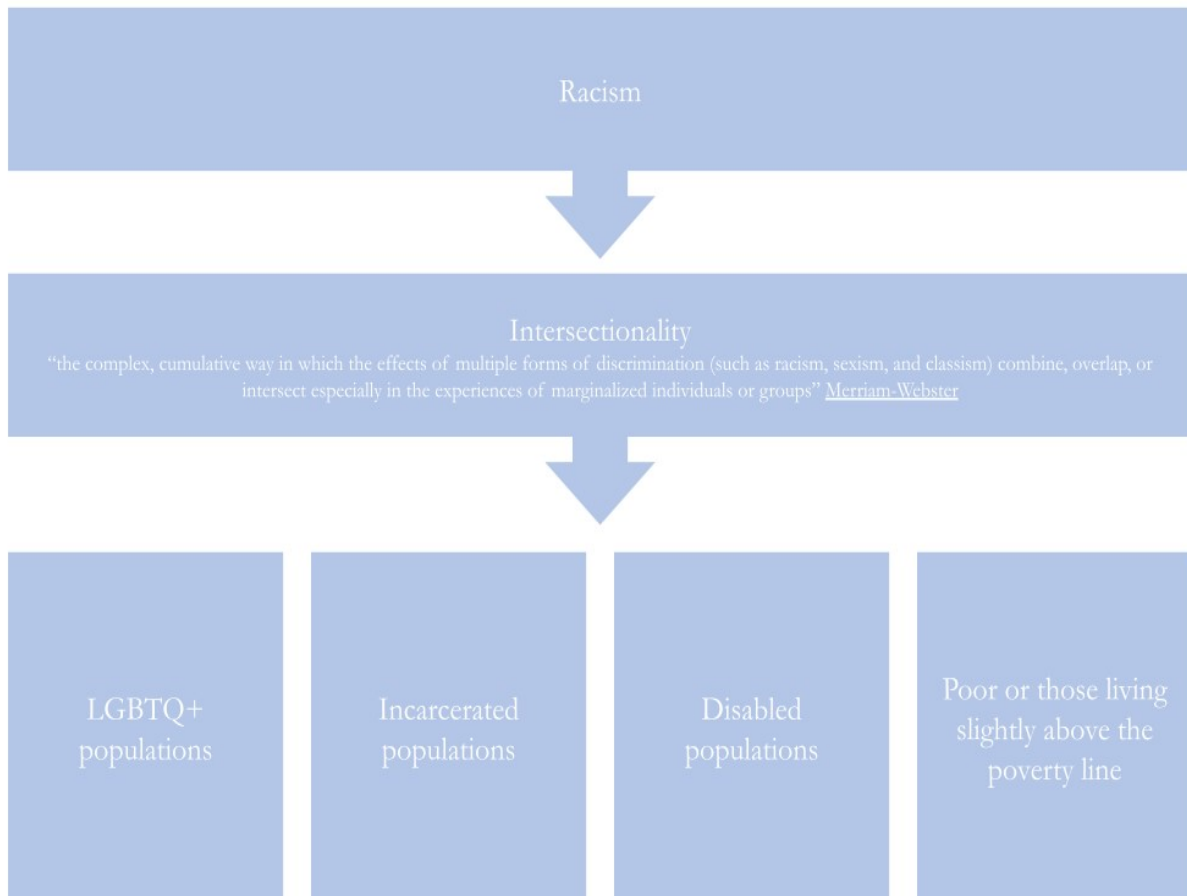 Racism
Intersectionality
“the complex, cumulative way in which the effects of multiple forms of discrimination (such as racism, sexism, and classism) combine, overlap, or
intersect especially in the experiences of marginalized individuals or groups” Merriam-Webster
LGBTQ+
populations
Incarcerated
populations
Disabled
populations
Poor or those living
slightly above the
poverty line